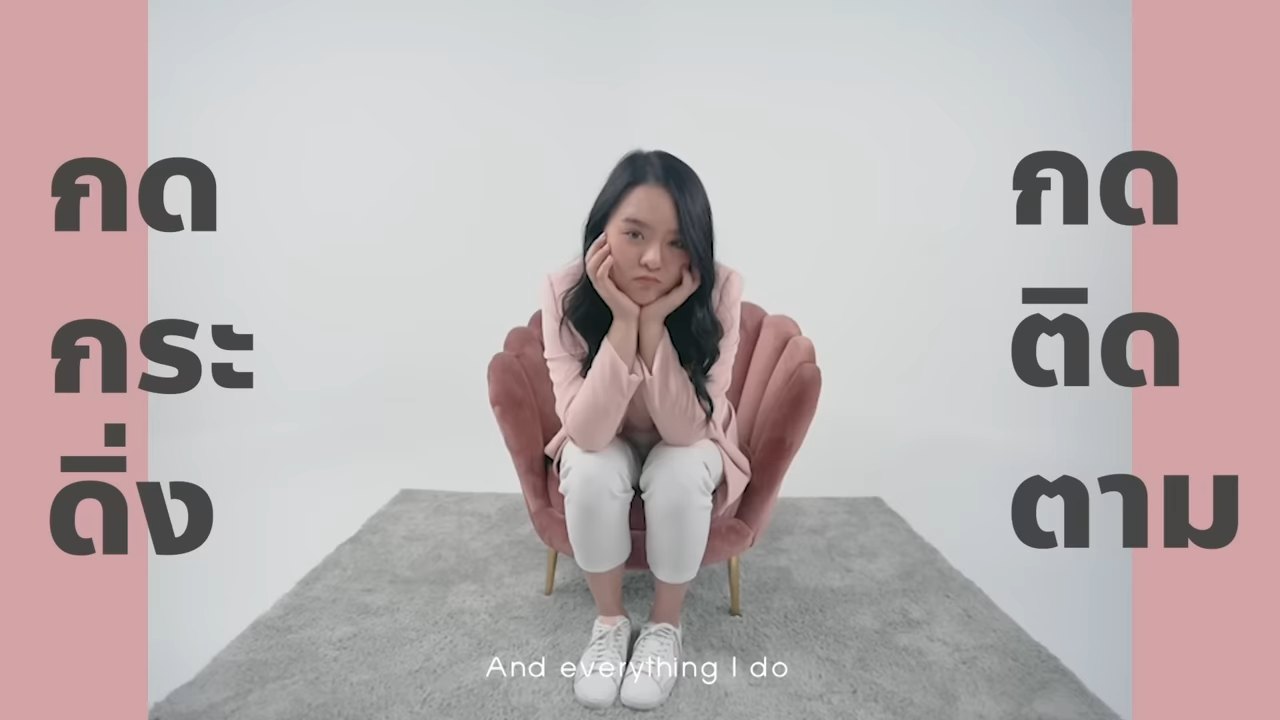 กด
กระ
ดิ่ง
กด
ติด
ตาม
And everything I do